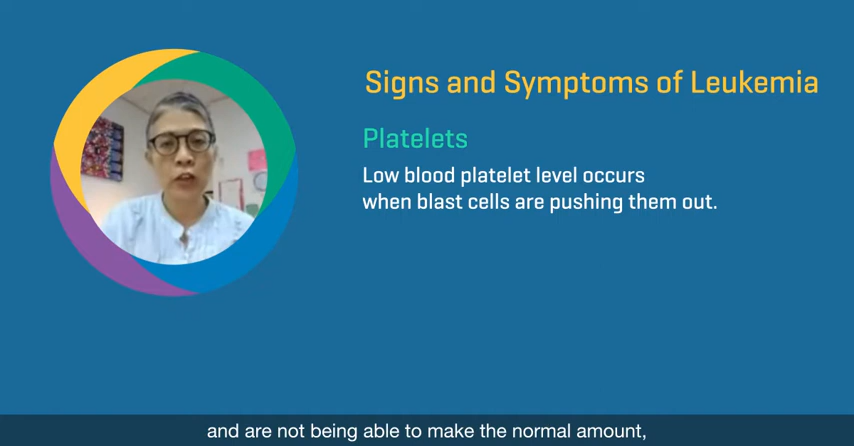 Signs and Symptoms of Leukemia
Platelets
Low blood platelet level occurs
when blast cells are pushing them out.
and are not being able to make the normal amount,